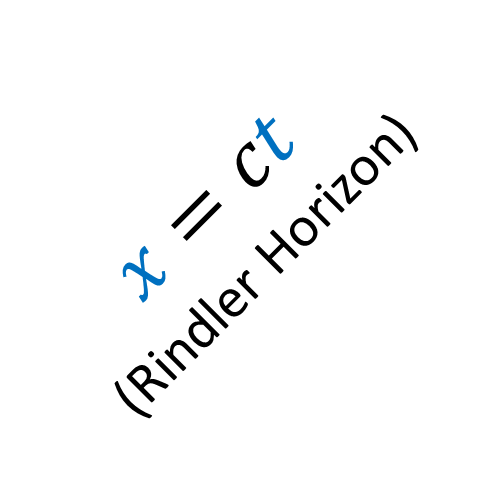 x = ct
(Rindler Horizon)